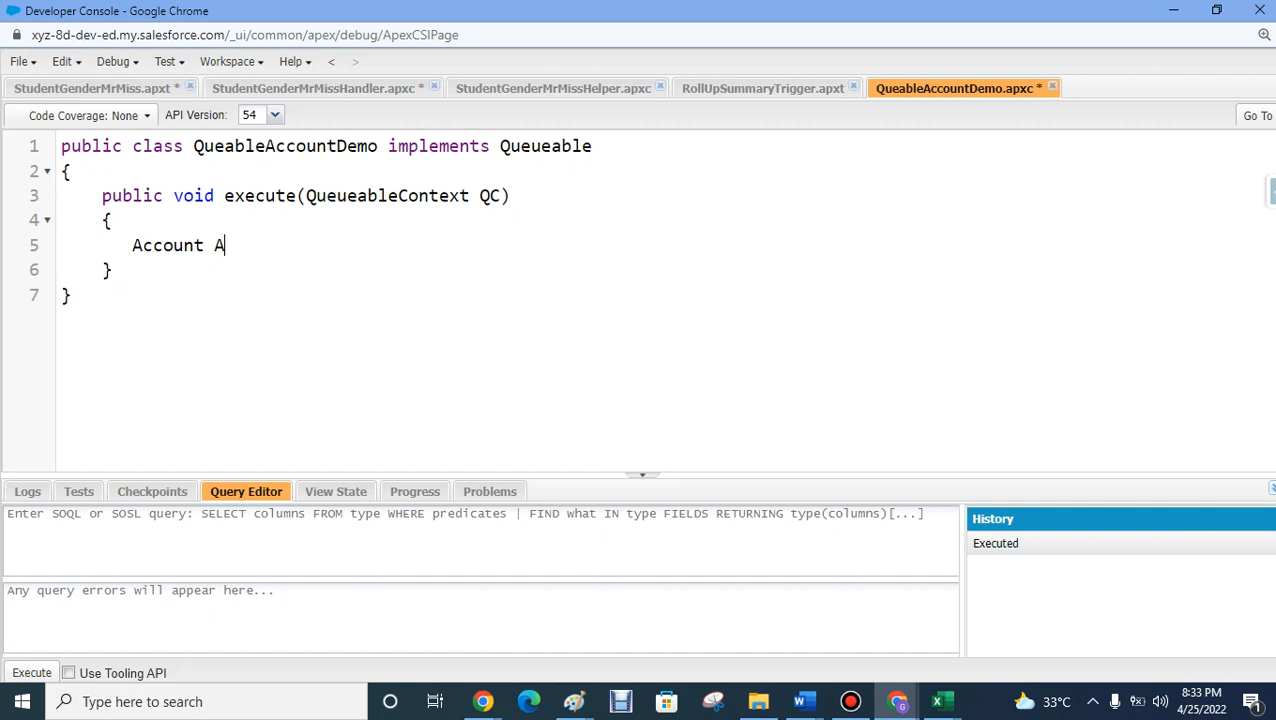 Developer Console - Google Chrome
xyz-8d-dev-ed.my.salesforce.com/_ui/common/apex/debug/ApexCSIPage
File Edit Debug Test Workspace Help < >
StudentGenderMrMiss.apxt * StudentGenderMrMissHandler.apxc * StudentGenderMrMissHelper.apxc RollUpSummaryTrigger.apxt QueableAccountDemo.apxc *
Code Coverage: None API Version: 54 Go To
1 public class QueableAccountDemo implements Queueable
2 {
3 public void execute(QueueableContext QC)
4 {
5 Account A
6 }
7 }
Logs Tests Checkpoints Query Editor View State Progress Problems
Enter SOQL or SOSL query: SELECT columns FROM type WHERE predicates | FIND what IN type FIELDS RETURNING type(columns)[...]
History
Executed
Any query errors will appear here...
Execute Use Tooling API
Type here to search
33°C
8:33 PM
4/25/2022
1